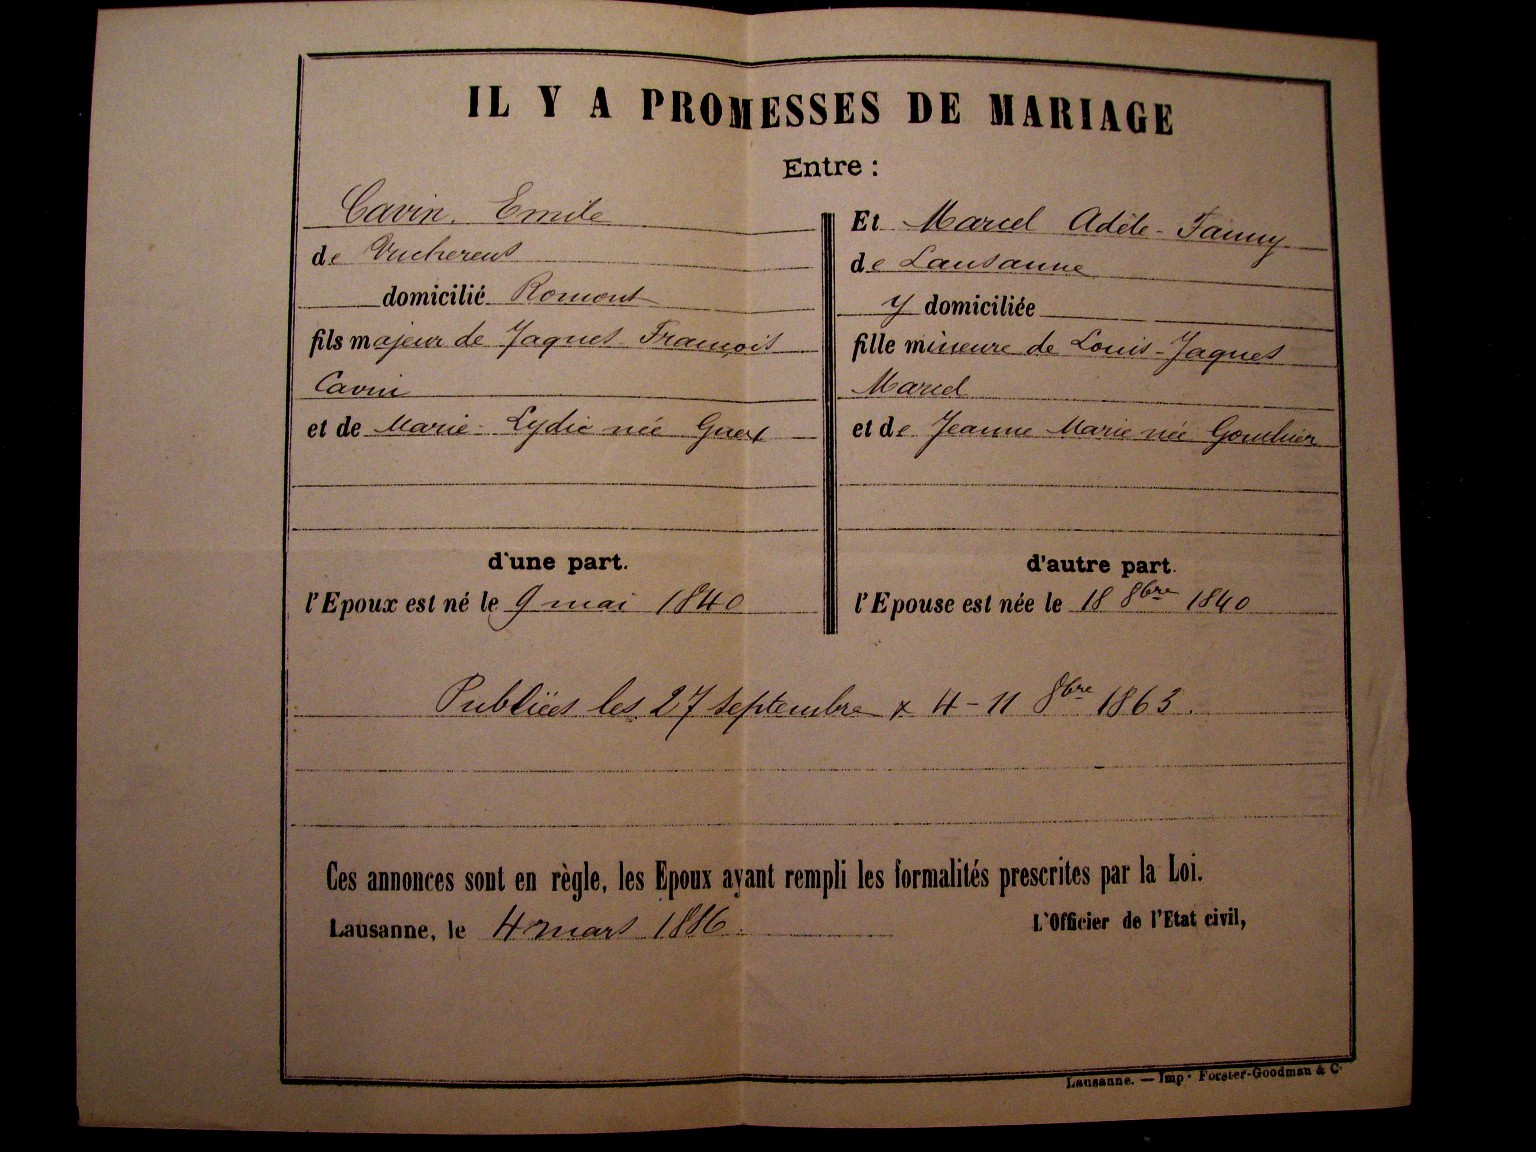 IL Y A PROMESSES DE MARIAGE
Entre :
Cavin, Emile
de Vucherens
domicilié Romont
fils majeur de Jaques-François
Cavin
et de Marie-Lydie née Guex
d'une part.
l'Epoux est né le 9 mai 1840
Et Marcel Adèle-Fanny
de Lausanne
y domiciliée
fille mineure de Louis-Jaques
Marcel
et de Jeanne Marie née Gonthier
d'autre part.
l'Epouse est née le 18 8bre 1840
Publiées les 27 septembre & 4-11 8bre 1863.
Ces annonces sont en règle, les Epoux ayant rempli les formalités prescrites par la Loi.
Lausanne, le 4 mars 1886.
L'Officier de l'Etat civil,
Lausanne. — Imp. Forster-Goodman & Cie